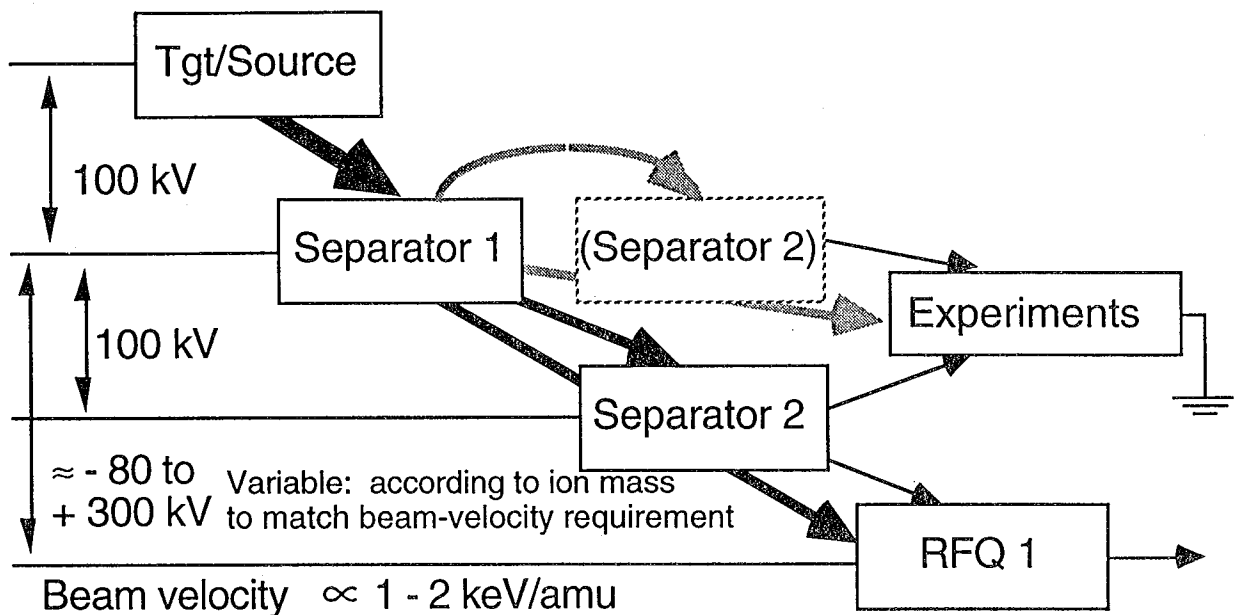 Tgt/Source
100 kV
Separator 1
(Separator 2)
Experiments
100 kV
Separator 2
≈ - 80 to
+ 300 kV
Variable: according to ion mass
to match beam-velocity requirement
RFQ 1
Beam velocity ∝ 1 - 2 keV/amu